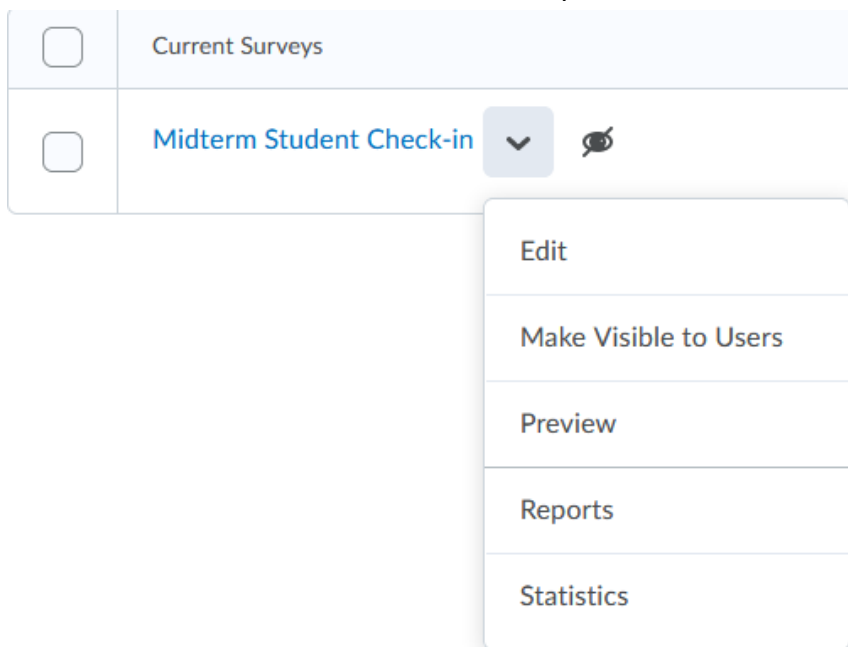 Current Surveys
Midterm Student Check-in
Edit
Make Visible to Users
Preview
Reports
Statistics